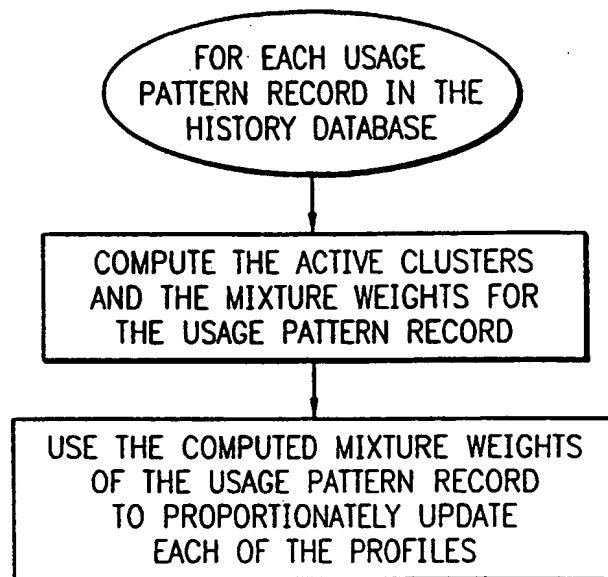 FOR EACH USAGE
PATTERN RECORD IN THE
HISTORY DATABASE
COMPUTE THE ACTIVE CLUSTERS
AND THE MIXTURE WEIGHTS FOR
THE USAGE PATTERN RECORD
USE THE COMPUTED MIXTURE WEIGHTS
OF THE USAGE PATTERN RECORD
TO PROPORTIONATELY UPDATE
EACH OF THE PROFILES